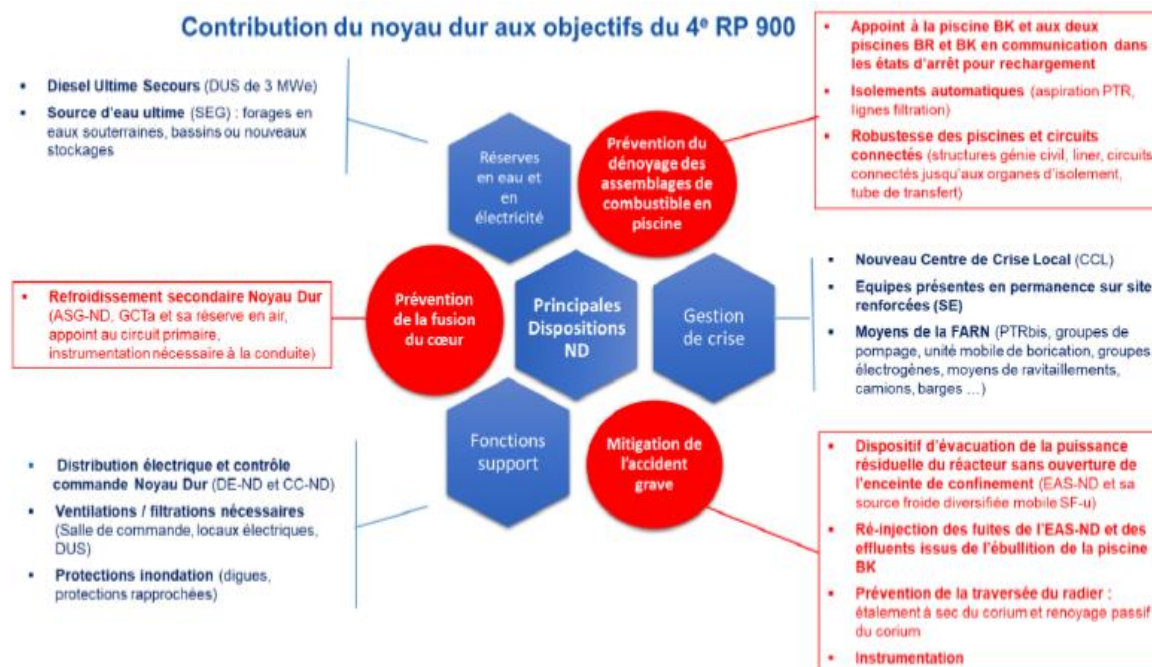 Contribution du noyau dur aux objectifs du 4e RP 900
Diesel Ultime Secours (DUS de 3 MWe)
Source d'eau ultime (SEG) : forages en
eaux souterraines, bassins ou nouveaux
stockages
Réserves
en eau et
en
électricité
Prévention du
dénoyage des
assemblages de
combustible en
piscine
Appoint à la piscine BK et aux deux
piscines BR et BK en communication dans
les états d'arrêt pour rechargement
Isolements automatiques (aspiration PTR,
lignes filtration)
Robustesse des piscines et circuits
connectés (structures génie civil, liner, circuits
connectés jusqu'aux organes d'isolement,
tube de transfert)
Refroidissement secondaire Noyau Dur
(ASG-ND, GCTa et sa réserve en air,
appoint au circuit primaire,
instrumentation nécessaire à la conduite)
Prévention
de la fusion
du cœur
Principales
Dispositions
ND
Gestion
de crise
Nouveau Centre de Crise Local (CCL)
Equipes présentes en permanence sur site
renforcées (SE)
Moyens de la FARN (PTRbis, groupes de
pompage, unité mobile de borication, groupes
électrogènes, moyens de ravitaillements,
camions, barges ...)
Fonctions
support
Mitigation de
l'accident
grave
Distribution électrique et contrôle
commande Noyau Dur (DE-ND et CC-ND)
Ventilations / filtrations nécessaires
(Salle de commande, locaux électriques,
DUS)
Protections inondation (digues,
protections rapprochées)
Dispositif d'évacuation de la puissance
résiduelle du réacteur sans ouverture de
l'enceinte de confinement (EAS-ND et sa
source froide diversifiée mobile SF-u)
Ré-injection des fuites de l'EAS-ND et des
effluents issus de l'ébullition de la piscine
BK
Prévention de la traversée du radier :
étalement à sec du corium et renoyage passif
du corium
Instrumentation